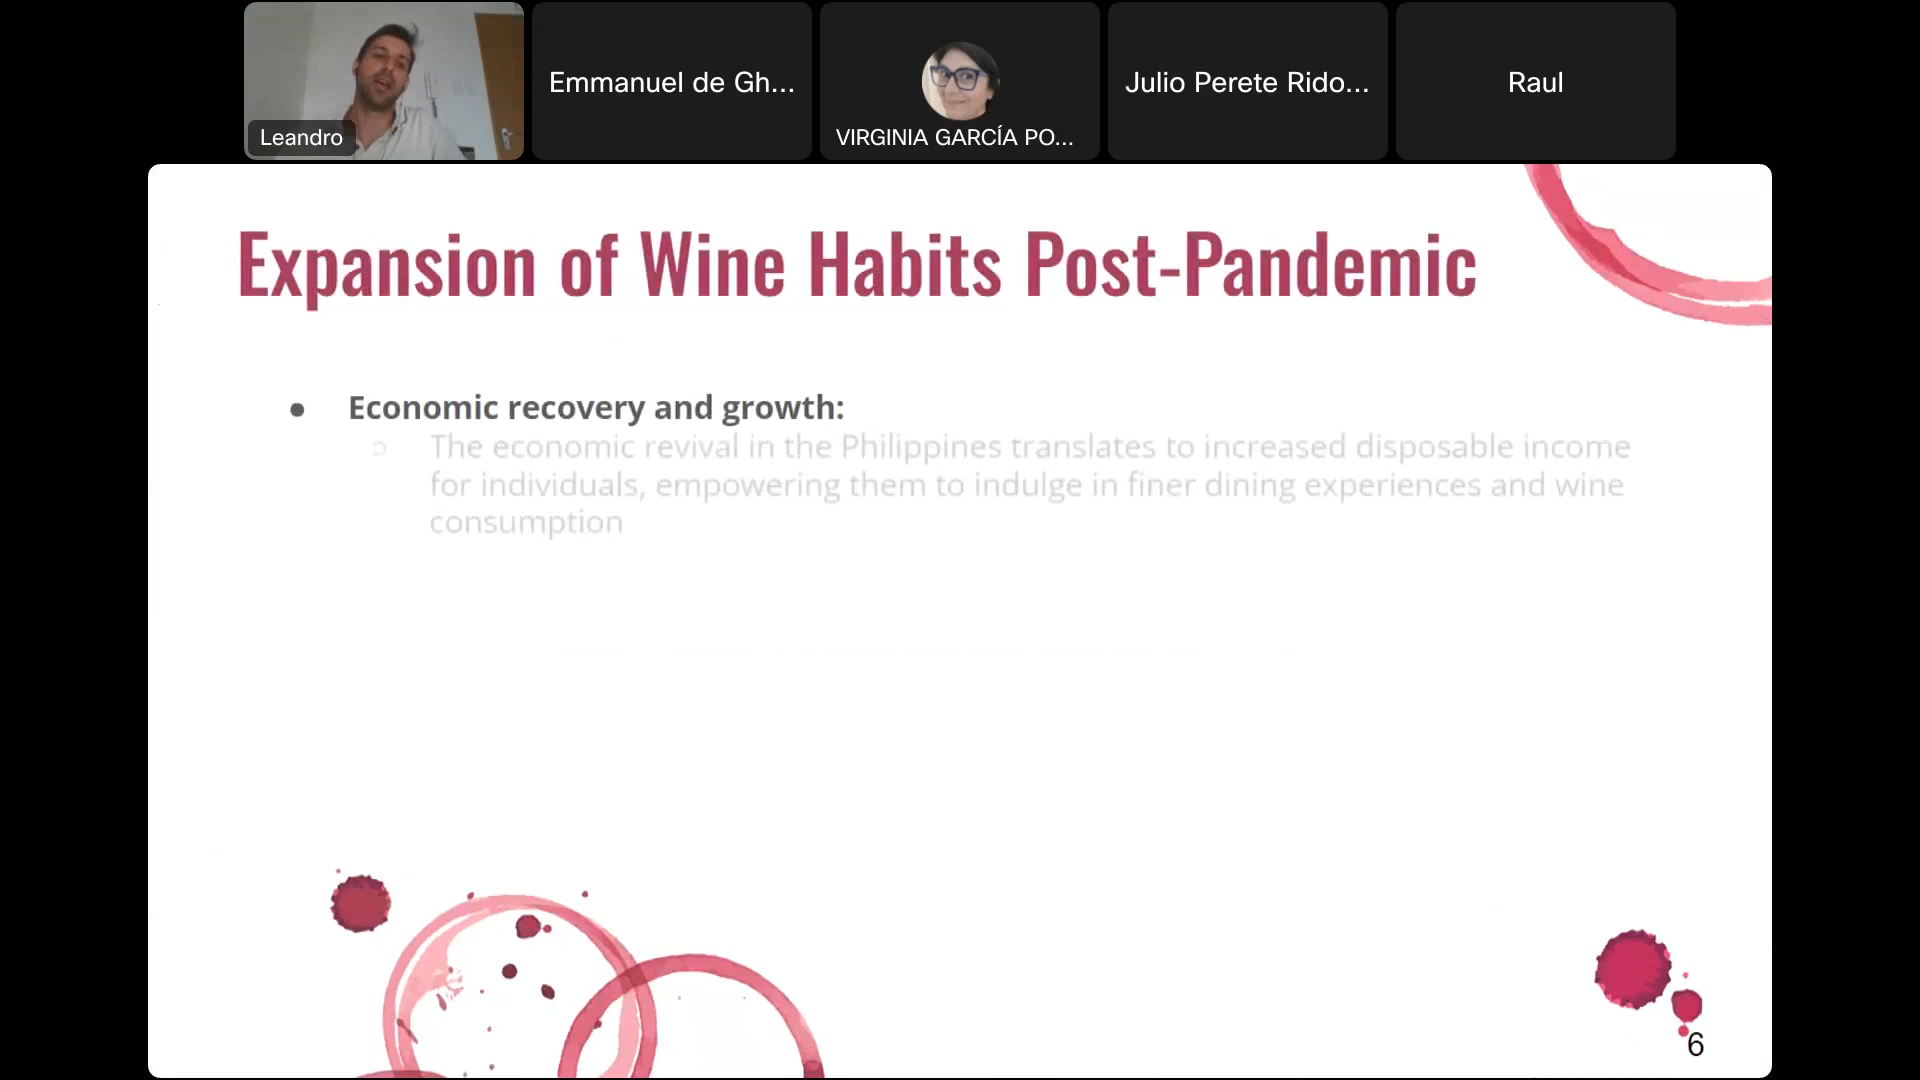 Leandro
Emmanuel de Gh...
VIRGINIA GARCÍA PO...
Julio Perete Rido...
Raul
Expansion of Wine Habits Post-Pandemic
Economic recovery and growth:
The economic revival in the Philippines translates to increased disposable income
for individuals, empowering them to indulge in finer dining experiences and wine
consumption
6